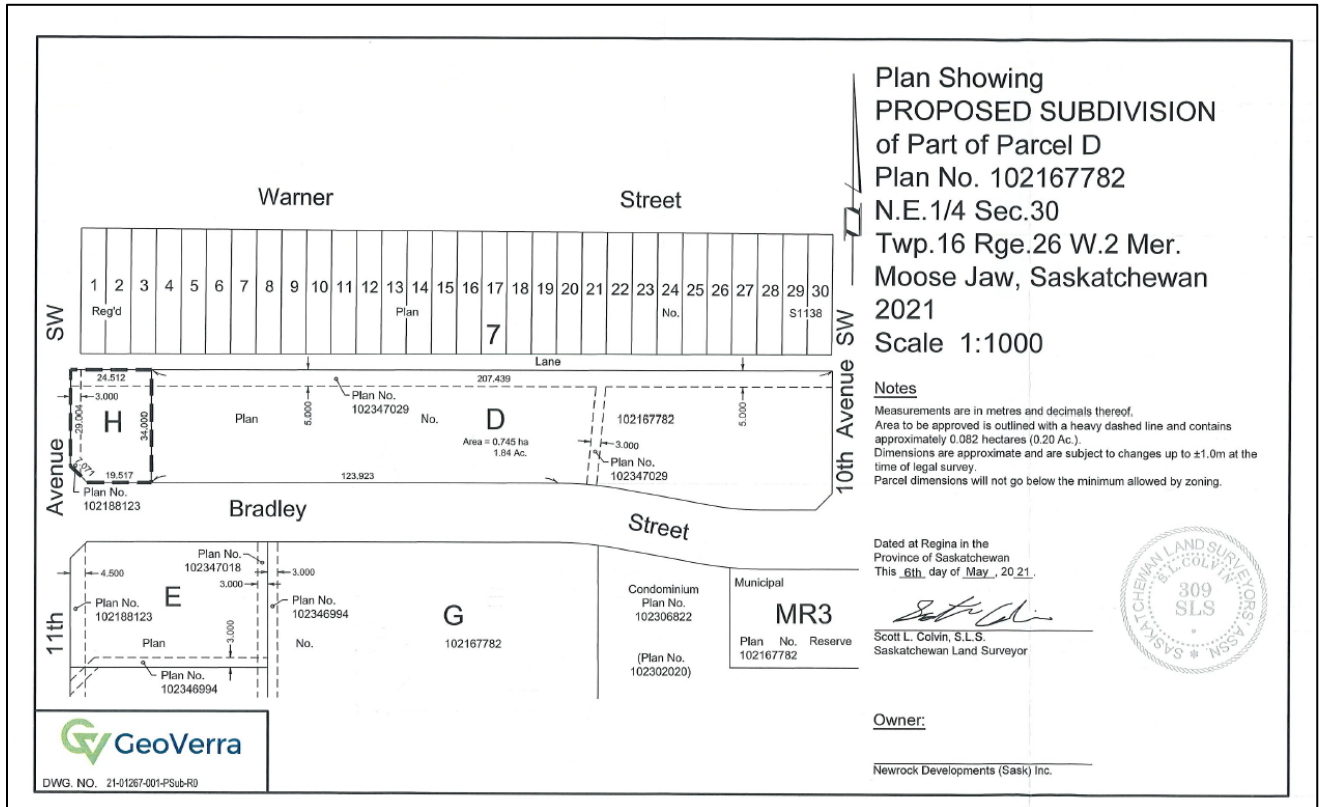 Plan Showing
PROPOSED SUBDIVISION
of Part of Parcel D
Plan No. 102167782
N.E.1/4 Sec.30
Twp.16 Rge.26 W.2 Mer.
Moose Jaw, Saskatchewan
2021
Scale 1:1000
Notes
Measurements are in metres and decimals thereof.
Area to be approved is outlined with a heavy dashed line and contains
approximately 0.082 hectares (0.20 Ac.).
Dimensions are approximate and are subject to changes up to ±1.0m at the
time of legal survey.
Parcel dimensions will not go below the minimum allowed by zoning.
Dated at Regina in the
Province of Saskatchewan
This 6th day of May , 20 21 .
Scott L. Colvin, S.L.S.
Saskatchewan Land Surveyor
SASKATCHEWAN LAND SURVEYORS' ASSN.
S.L. COLVIN
309
SLS
Owner:
Newrock Developments (Sask) Inc.
Warner Street
1 2 3 4 5 6 7 8 9 10 11 12 13 14 15 16 17 18 19 20 21 22 23 24 25 26 27 28 29 30
Reg'd Plan No. S1138
7
SW
SW
Lane
24.512
207.439
3.000
29.004
H
34.000
7.071
19.517
Plan No.
102188123
Plan No. 102167782
5.000
Plan No.
102347029
D
Area = 0.745 ha
1.84 Ac.
3.000
Plan No.
102347029
5.000
123.923
Avenue
10th Avenue
Bradley Street
11th
4.500
Plan No.
102188123
E
Plan No.
102347018
3.000
3.000
Plan No.
102346994
Plan No. 102167782
3.000
Plan No.
102346994
G
Condominium
Plan No.
102306822
(Plan No.
102302020)
Municipal
MR3
Plan No. Reserve
102167782
GeoVerra
DWG. NO. 21-01267-001-PSub-R0